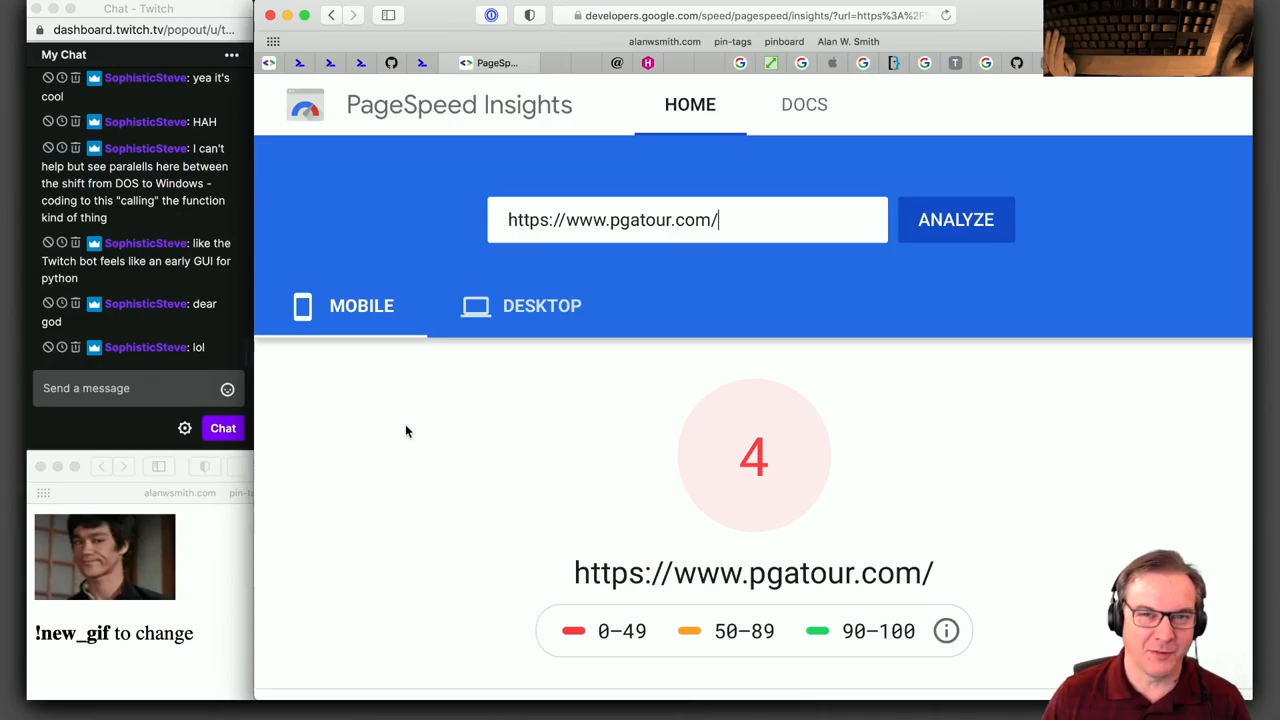 Chat - Twitch
dashboard.twitch.tv/popout/u/t...
My Chat
SophisticSteve: yea it's
cool
SophisticSteve: HAH
SophisticSteve: I can't
help but see paralells here between
the shift from DOS to Windows -
coding to this "calling" the function
kind of thing
SophisticSteve: like the
Twitch bot feels like an early GUI for
python
SophisticSteve: dear
god
SophisticSteve: lol
Send a message
Chat
alanwsmith.com pin-t
!new_gif to change
developers.google.com/speed/pagespeed/insights/?url=https%3A%2F
alanwsmith.com pin-tags pinboard Alan W. Smith
PageSp...
PageSpeed Insights HOME DOCS
https://www.pgatour.com/ ANALYZE
MOBILE DESKTOP
4
https://www.pgatour.com/
0–49 50–89 90–100